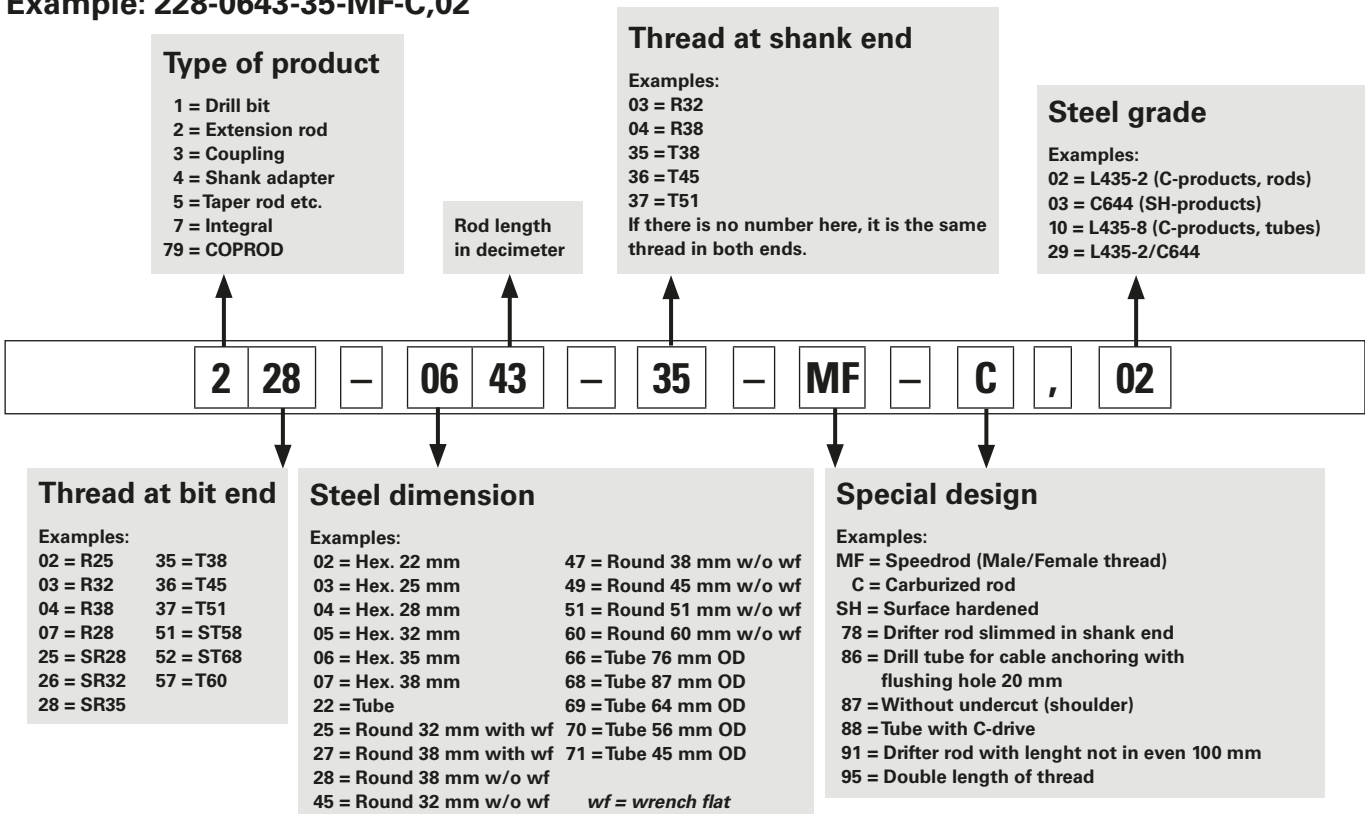 Example: 228-0643-35-MF-C,02
Type of product
1 = Drill bit
2 = Extension rod
3 = Coupling
4 = Shank adapter
5 = Taper rod etc.
7 = Integral
79 = COPROD
Rod length
in decimeter
Thread at shank end
Examples:
03 = R32
04 = R38
35 = T38
36 = T45
37 = T51
If there is no number here, it is the same
thread in both ends.
Steel grade
Examples:
02 = L435-2 (C-products, rods)
03 = C644 (SH-products)
10 = L435-8 (C-products, tubes)
29 = L435-2/C644
2 28 – 06 43 – 35 – MF – C , 02
Thread at bit end
Examples:
02 = R25
03 = R32
04 = R38
07 = R28
25 = SR28
26 = SR32
28 = SR35
35 = T38
36 = T45
37 = T51
51 = ST58
52 = ST68
57 = T60
Steel dimension
Examples:
02 = Hex. 22 mm
03 = Hex. 25 mm
04 = Hex. 28 mm
05 = Hex. 32 mm
06 = Hex. 35 mm
07 = Hex. 38 mm
22 = Tube
25 = Round 32 mm with wf
27 = Round 38 mm with wf
28 = Round 38 mm w/o wf
45 = Round 32 mm w/o wf
47 = Round 38 mm w/o wf
49 = Round 45 mm w/o wf
51 = Round 51 mm w/o wf
60 = Round 60 mm w/o wf
66 = Tube 76 mm OD
68 = Tube 87 mm OD
69 = Tube 64 mm OD
70 = Tube 56 mm OD
71 = Tube 45 mm OD
wf = wrench flat
Special design
Examples:
MF = Speedrod (Male/Female thread)
C = Carburized rod
SH = Surface hardened
78 = Drifter rod slimmed in shank end
86 = Drill tube for cable anchoring with
flushing hole 20 mm
87 = Without undercut (shoulder)
88 = Tube with C-drive
91 = Drifter rod with lenght not in even 100 mm
95 = Double length of thread